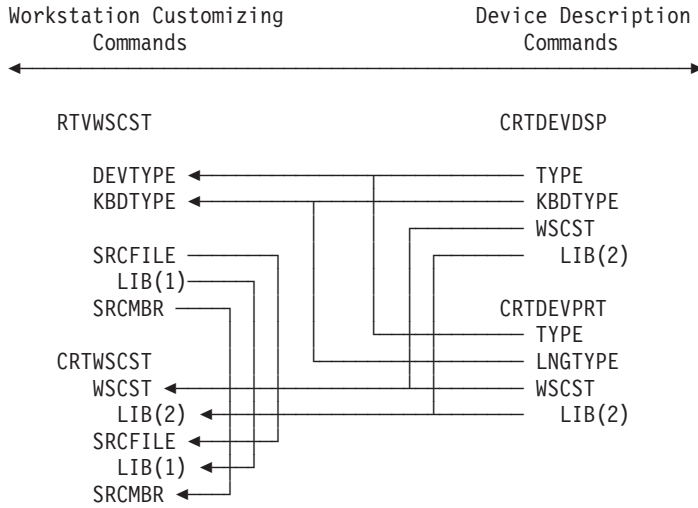 Workstation Customizing Device Description
Commands Commands
RTVWSCST CRTDEVDSP
DEVTYPE TYPE
KBDTYPE KBDTYPE
WSCST
SRCFILE LIB(2)
LIB(1)
SRCMBR CRTDEVPRT
TYPE
CRTWSCST LNGTYPE
WSCST WSCST
LIB(2) LIB(2)
SRCFILE
LIB(1)
SRCMBR